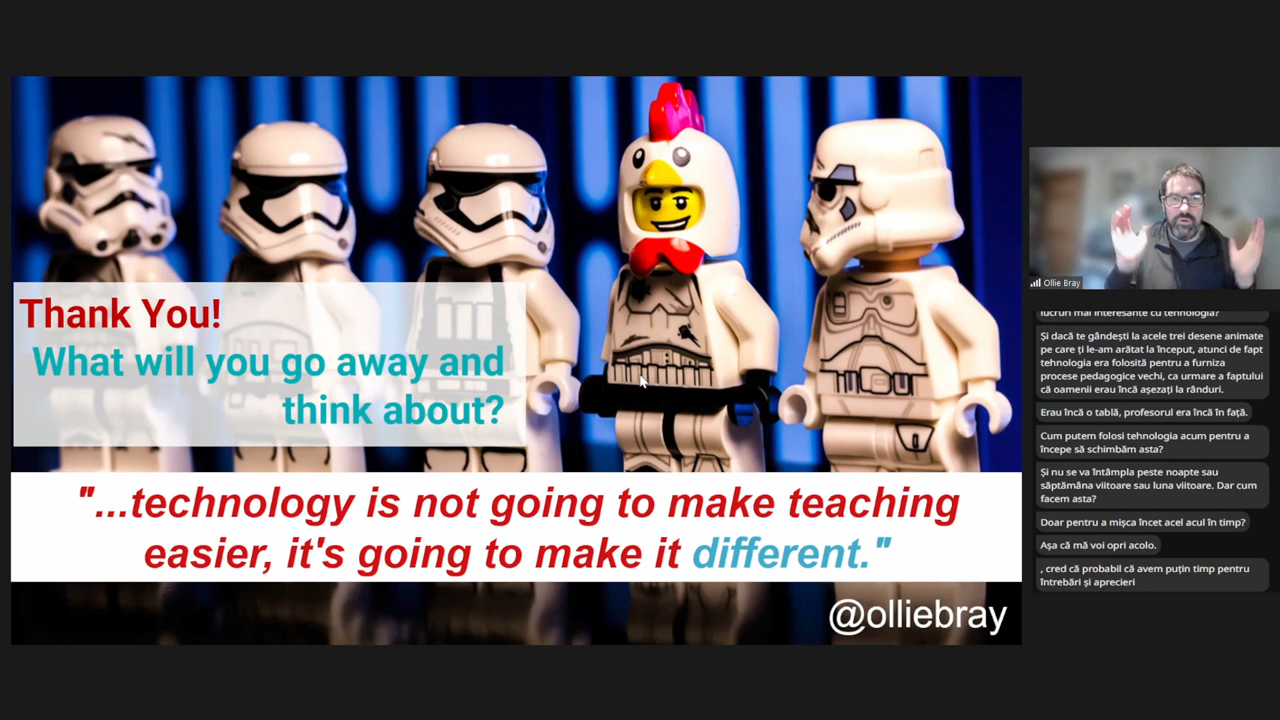 Thank You!
What will you go away and
think about?
"...technology is not going to make teaching
easier, it's going to make it different."
@olliebray
Ollie Bray
lucruri mai interesante cu tehnologia?
Și dacă te gândești la acele trei desene animate
pe care ți le-am arătat la început, atunci de fapt
tehnologia era folosită pentru a furniza
procese pedagogice vechi, ca urmare a faptului
că oamenii erau încă așezați la rânduri.
Erau încă o tablă, profesorul era încă în față.
Cum putem folosi tehnologia acum pentru a
începe să schimbăm asta?
Și nu se va întâmpla peste noapte sau
săptămâna viitoare sau luna viitoare. Dar cum
facem asta?
Doar pentru a mișca încet acel acul în timp?
Așa că mă voi opri acolo.
, cred că probabil că avem puțin timp pentru
întrebări și aprecieri